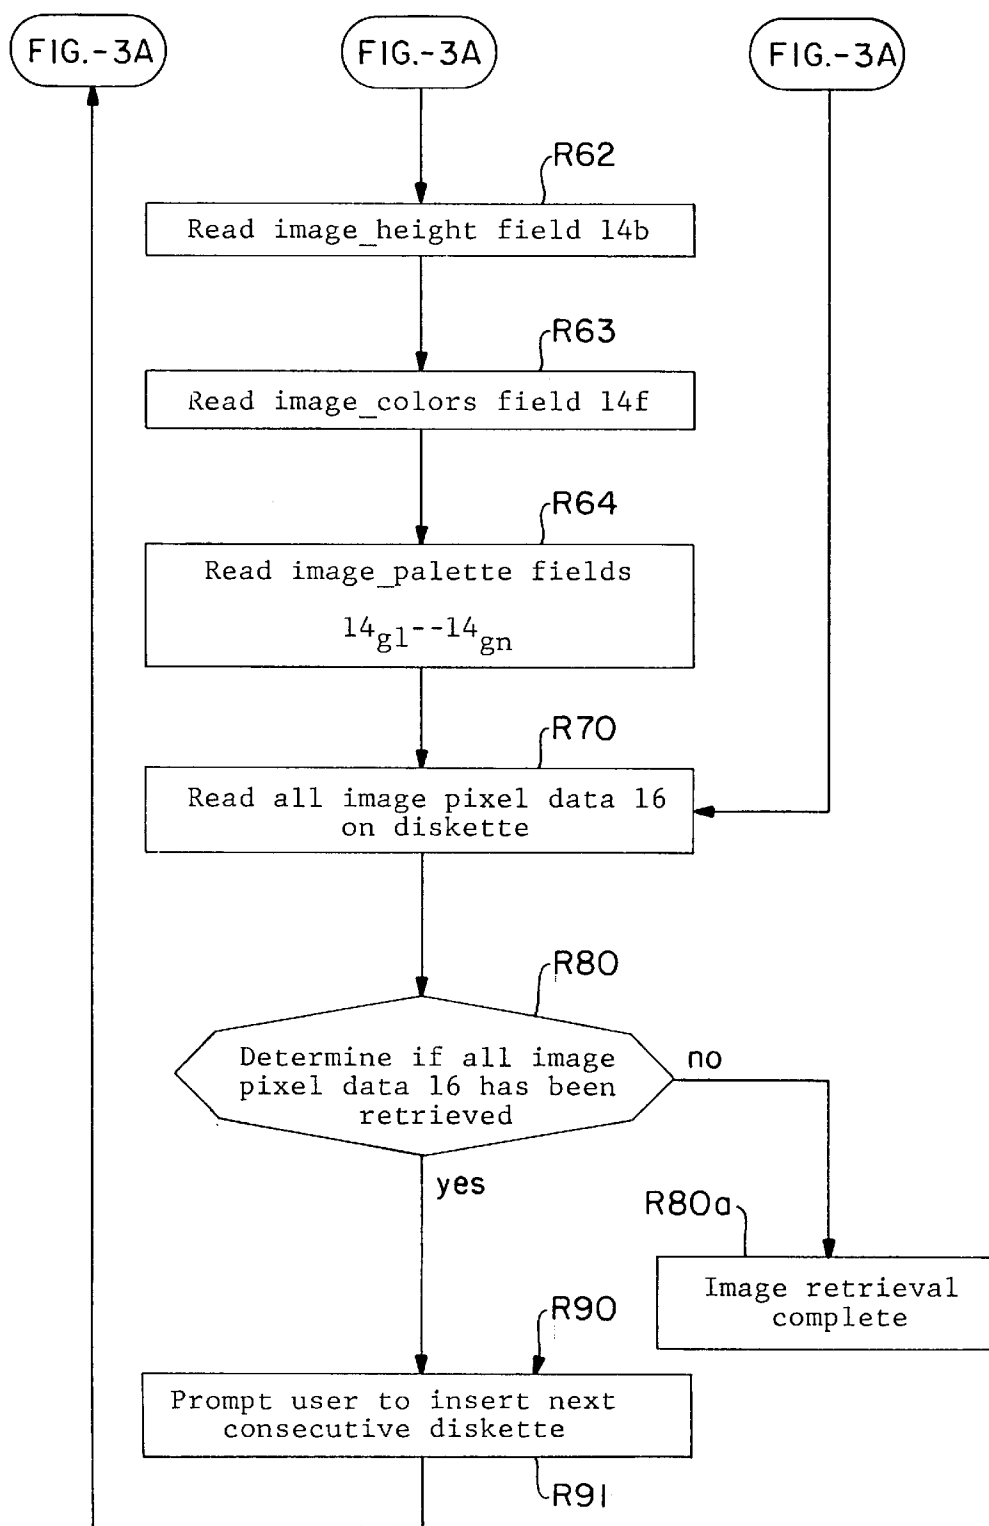 FIG.-3A
FIG.-3A
FIG.-3A
R62
Read image_height field 14b
R63
Read image_colors field 14f
R64
Read image_palette fields
14g1--14gn
R70
Read all image pixel data 16
on diskette
R80
Determine if all image
pixel data 16 has been
retrieved
no
yes
R80a
Image retrieval
complete
R90
Prompt user to insert next
consecutive diskette
R91